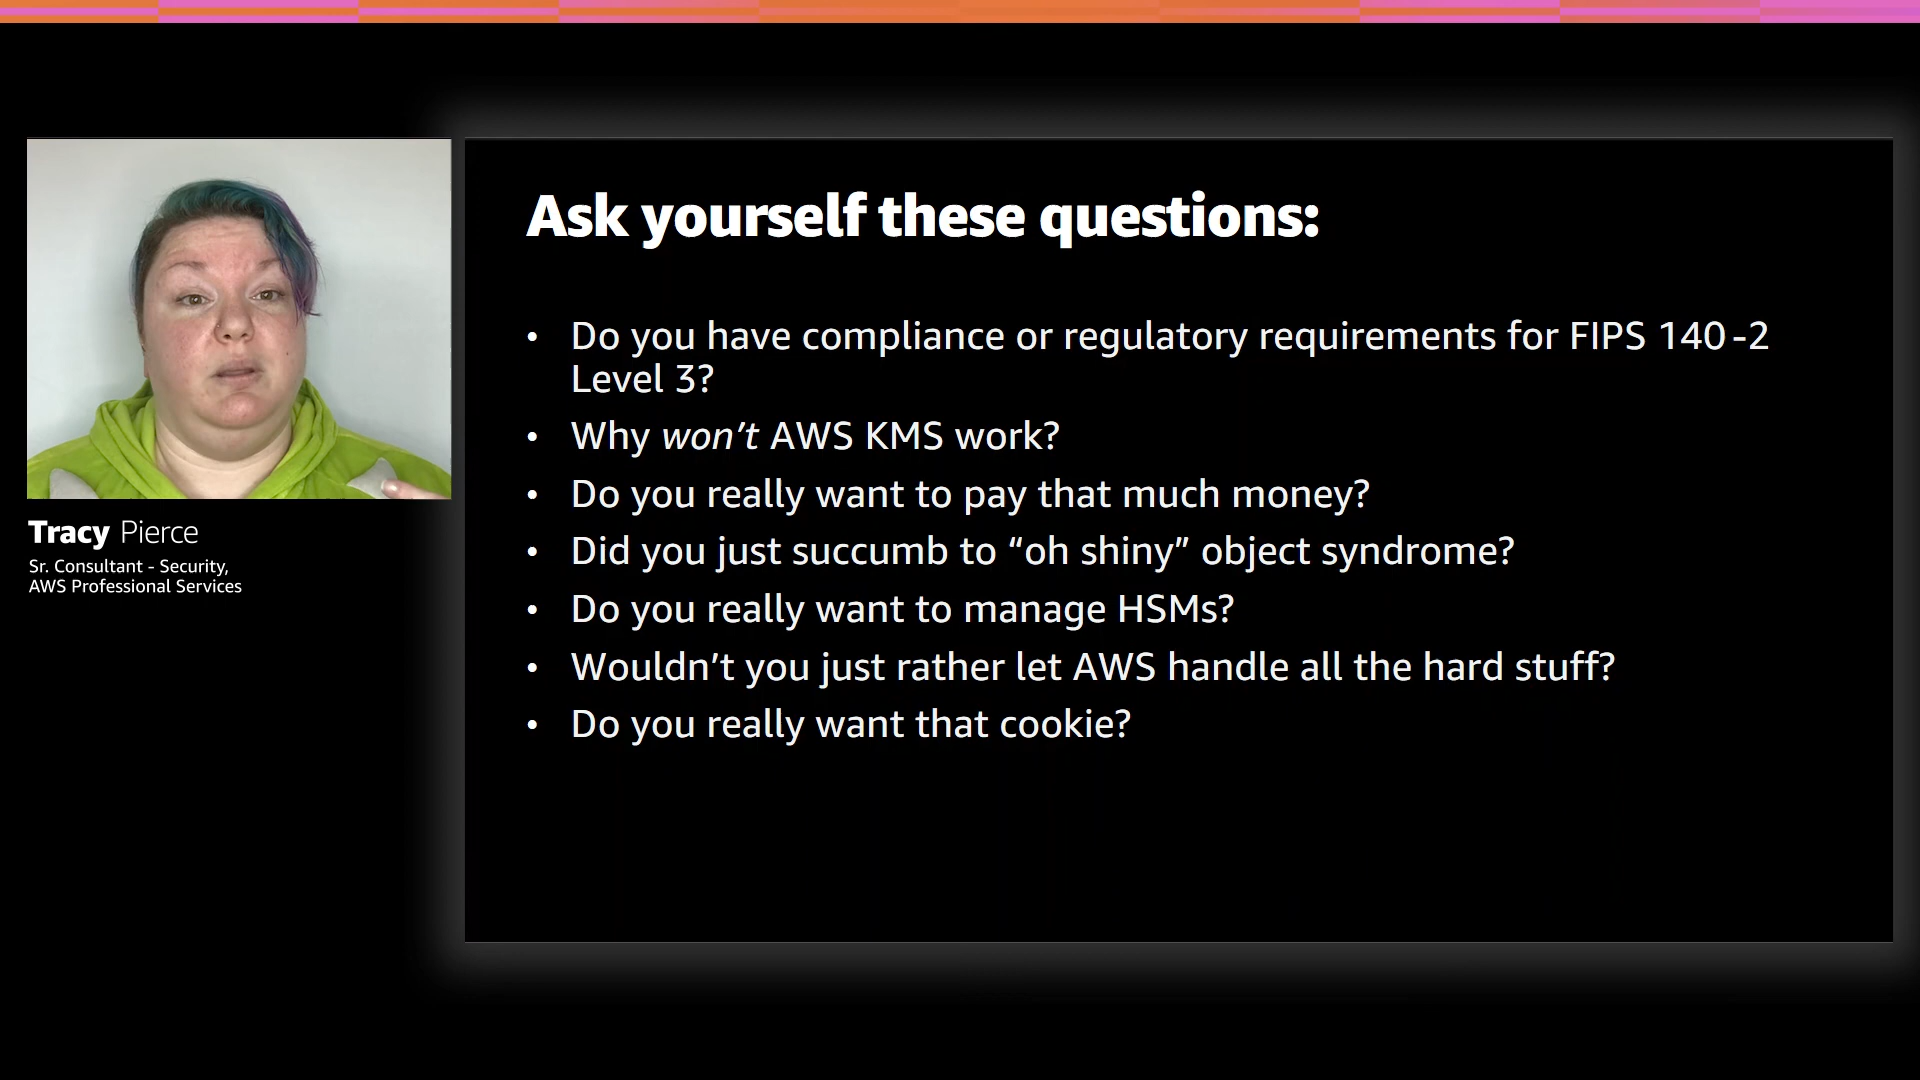 Ask yourself these questions:
• Do you have compliance or regulatory requirements for FIPS 140-2
Level 3?
• Why won’t AWS KMS work?
• Do you really want to pay that much money?
• Did you just succumb to “oh shiny” object syndrome?
• Do you really want to manage HSMs?
• Wouldn’t you just rather let AWS handle all the hard stuff?
• Do you really want that cookie?
Tracy Pierce
Sr. Consultant - Security,
AWS Professional Services